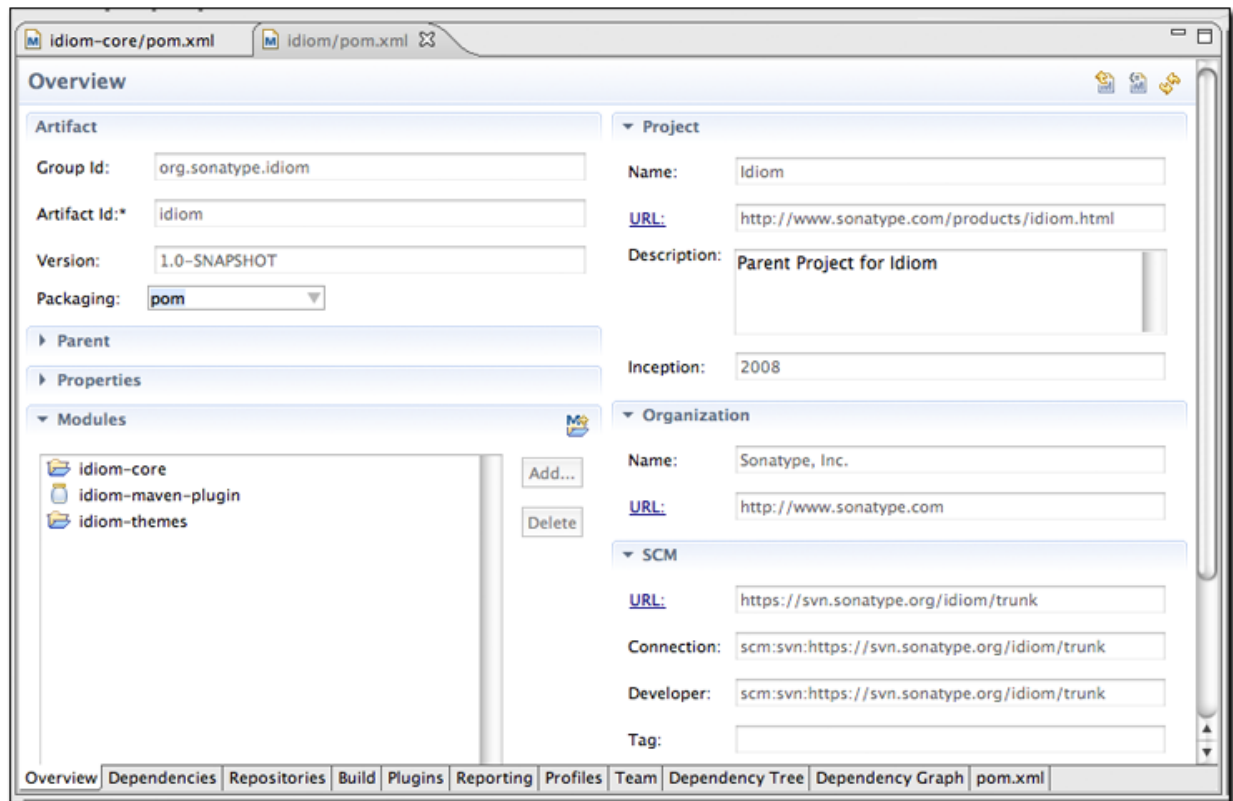 idiom-core/pom.xml idiom/pom.xml
Overview
Artifact
Group Id: org.sonatype.idiom
Artifact Id:* idiom
Version: 1.0-SNAPSHOT
Packaging: pom
Parent
Properties
Modules
idiom-core
idiom-maven-plugin
idiom-themes
Add...
Delete
Project
Name: Idiom
URL: http://www.sonatype.com/products/idiom.html
Description: Parent Project for Idiom
Inception: 2008
Organization
Name: Sonatype, Inc.
URL: http://www.sonatype.com
SCM
URL: https://svn.sonatype.org/idiom/trunk
Connection: scm:svn:https://svn.sonatype.org/idiom/trunk
Developer: scm:svn:https://svn.sonatype.org/idiom/trunk
Tag:
Overview Dependencies Repositories Build Plugins Reporting Profiles Team Dependency Tree Dependency Graph pom.xml